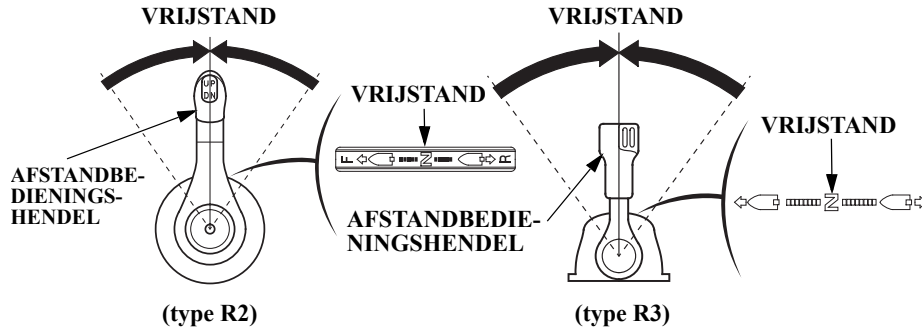 VRIJSTAND
UP
DN
VRIJSTAND
F N R
AFSTANDBE-
DIENINGS-
HENDEL
(type R2)
VRIJSTAND
VRIJSTAND
N
AFSTANDBEDIE-
NINGSHENDEL
(type R3)